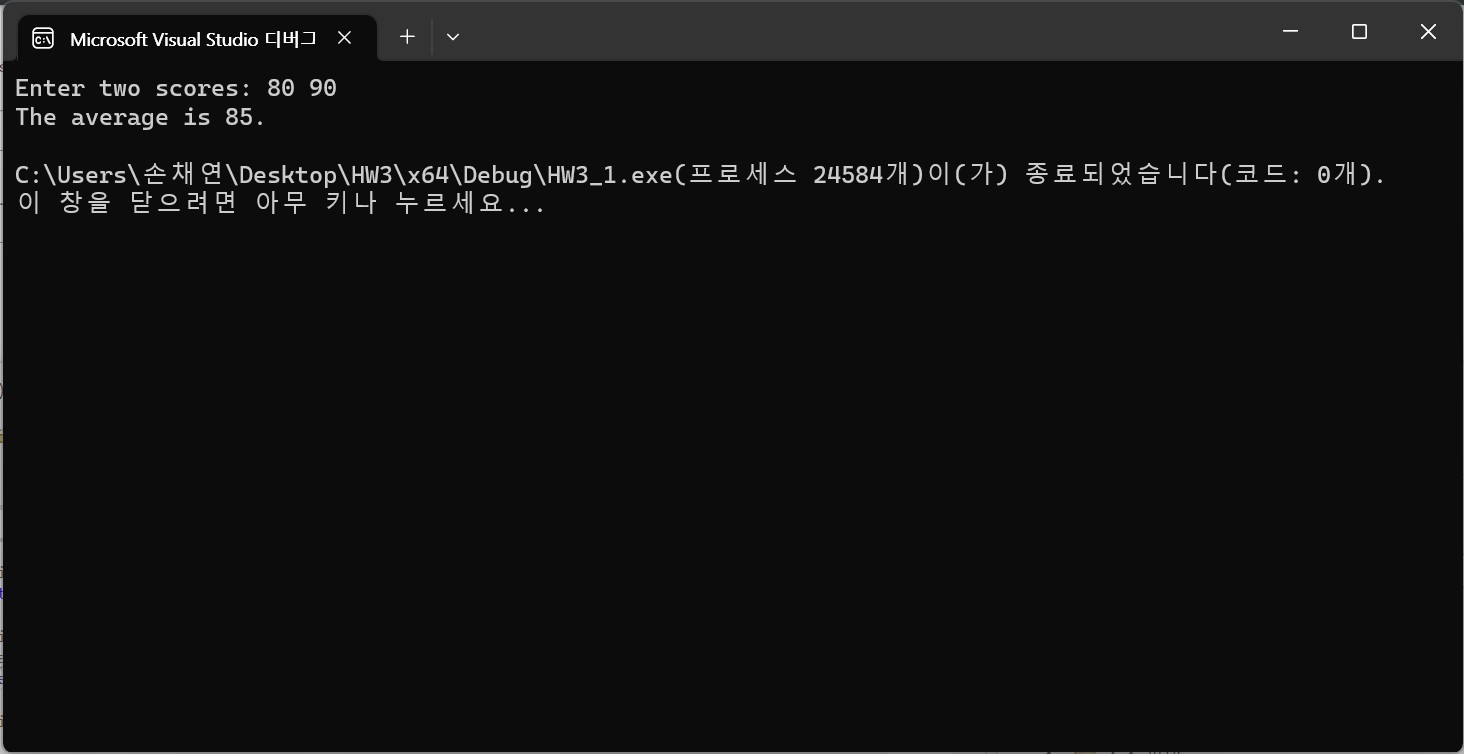 Microsoft Visual Studio 디버그
Enter two scores: 80 90
The average is 85.
C:\Users\손채연\Desktop\HW3\x64\Debug\HW3_1.exe(프로세스 24584개)이(가) 종료되었습니다(코드: 0개).
이 창을 닫으려면 아무 키나 누르세요...